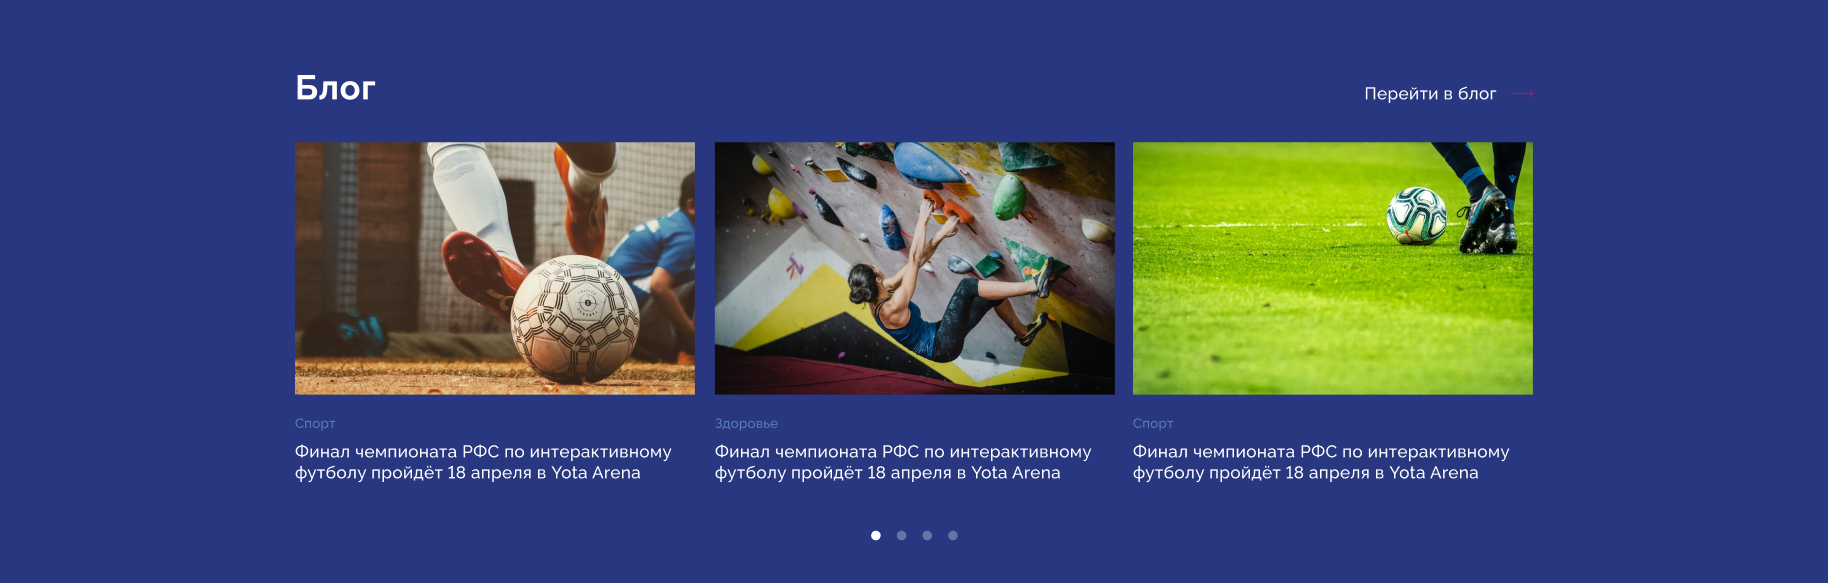 Блог
Перейти в блог
Спорт
Финал чемпионата РФС по интерактивному
футболу пройдёт 18 апреля в Yota Arena
Здоровье
Финал чемпионата РФС по интерактивному
футболу пройдёт 18 апреля в Yota Arena
Спорт
Финал чемпионата РФС по интерактивному
футболу пройдёт 18 апреля в Yota Arena